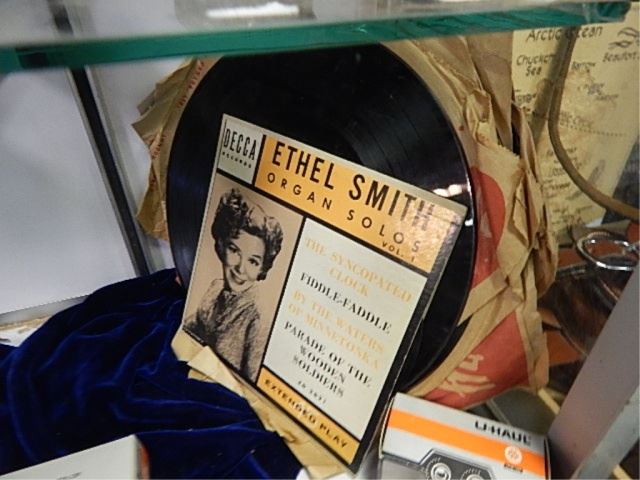 DECCA
RECORDS
ETHEL SMITH
ORGAN SOLOS
VOL. 1
THE SYNCOPATED
CLOCK
FIDDLE-FADDLE
BY THE WATERS
OF MINNETONKA
PARADE OF THE
WOODEN
SOLDIERS
EXTENDED PLAY
U-HAUL
Arctic Ocean
Sea